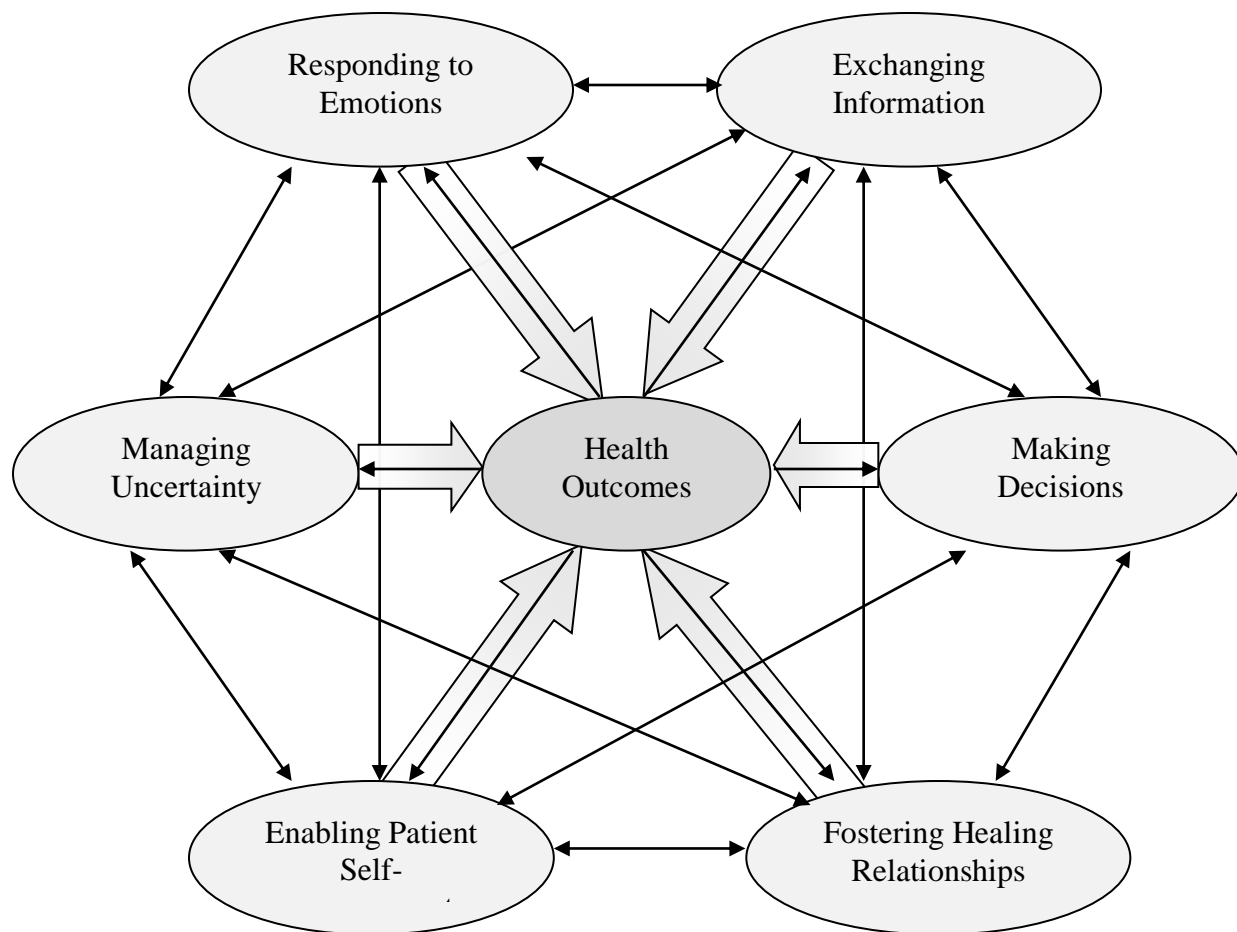 Responding to
Emotions
Exchanging
Information
Managing
Uncertainty
Health
Outcomes
Making
Decisions
Enabling Patient
Self-
Fostering Healing
Relationships